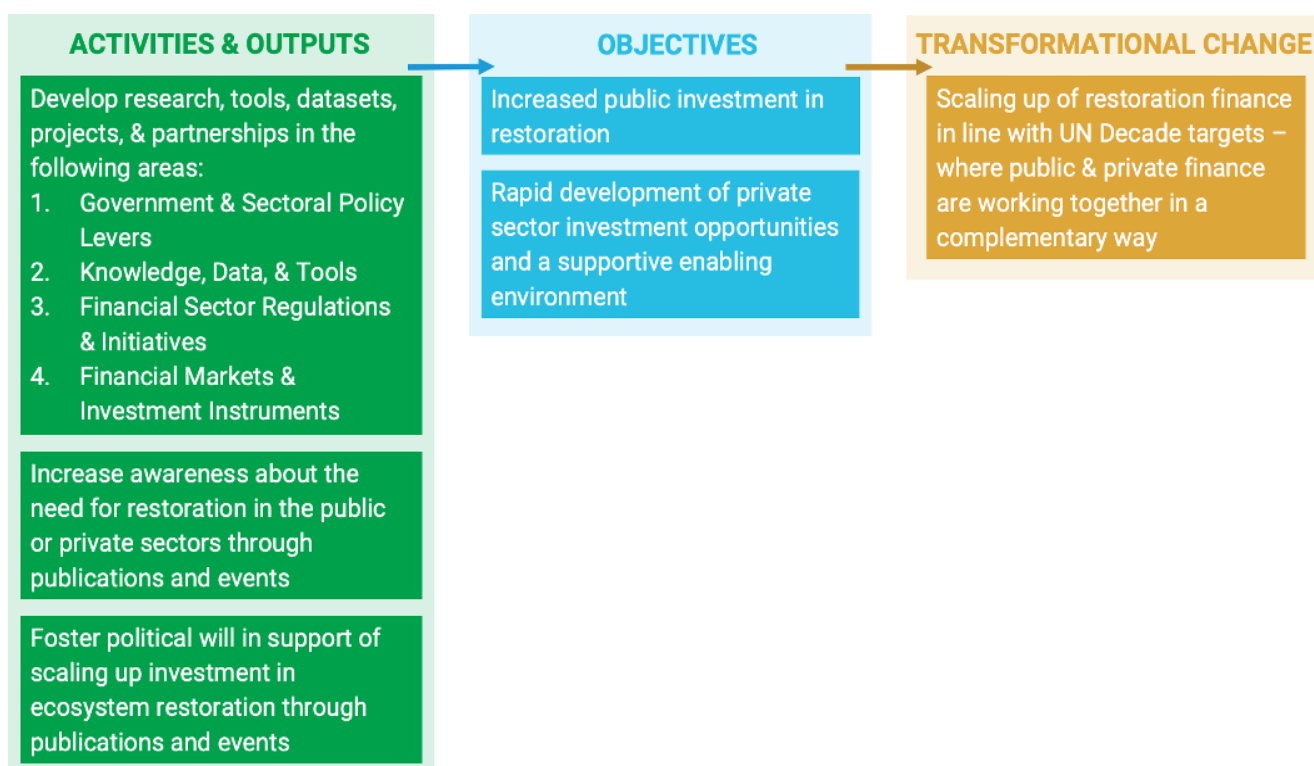 ACTIVITIES & OUTPUTS
Develop research, tools, datasets,
projects, & partnerships in the
following areas:
1. Government & Sectoral Policy
Levers
2. Knowledge, Data, & Tools
3. Financial Sector Regulations
& Initiatives
4. Financial Markets &
Investment Instruments
Increase awareness about the
need for restoration in the public
or private sectors through
publications and events
Foster political will in support of
scaling up investment in
ecosystem restoration through
publications and events
OBJECTIVES
Increased public investment in
restoration
Rapid development of private
sector investment opportunities
and a supportive enabling
environment
TRANSFORMATIONAL CHANGE
Scaling up of restoration finance
in line with UN Decade targets –
where public & private finance
are working together in a
complementary way